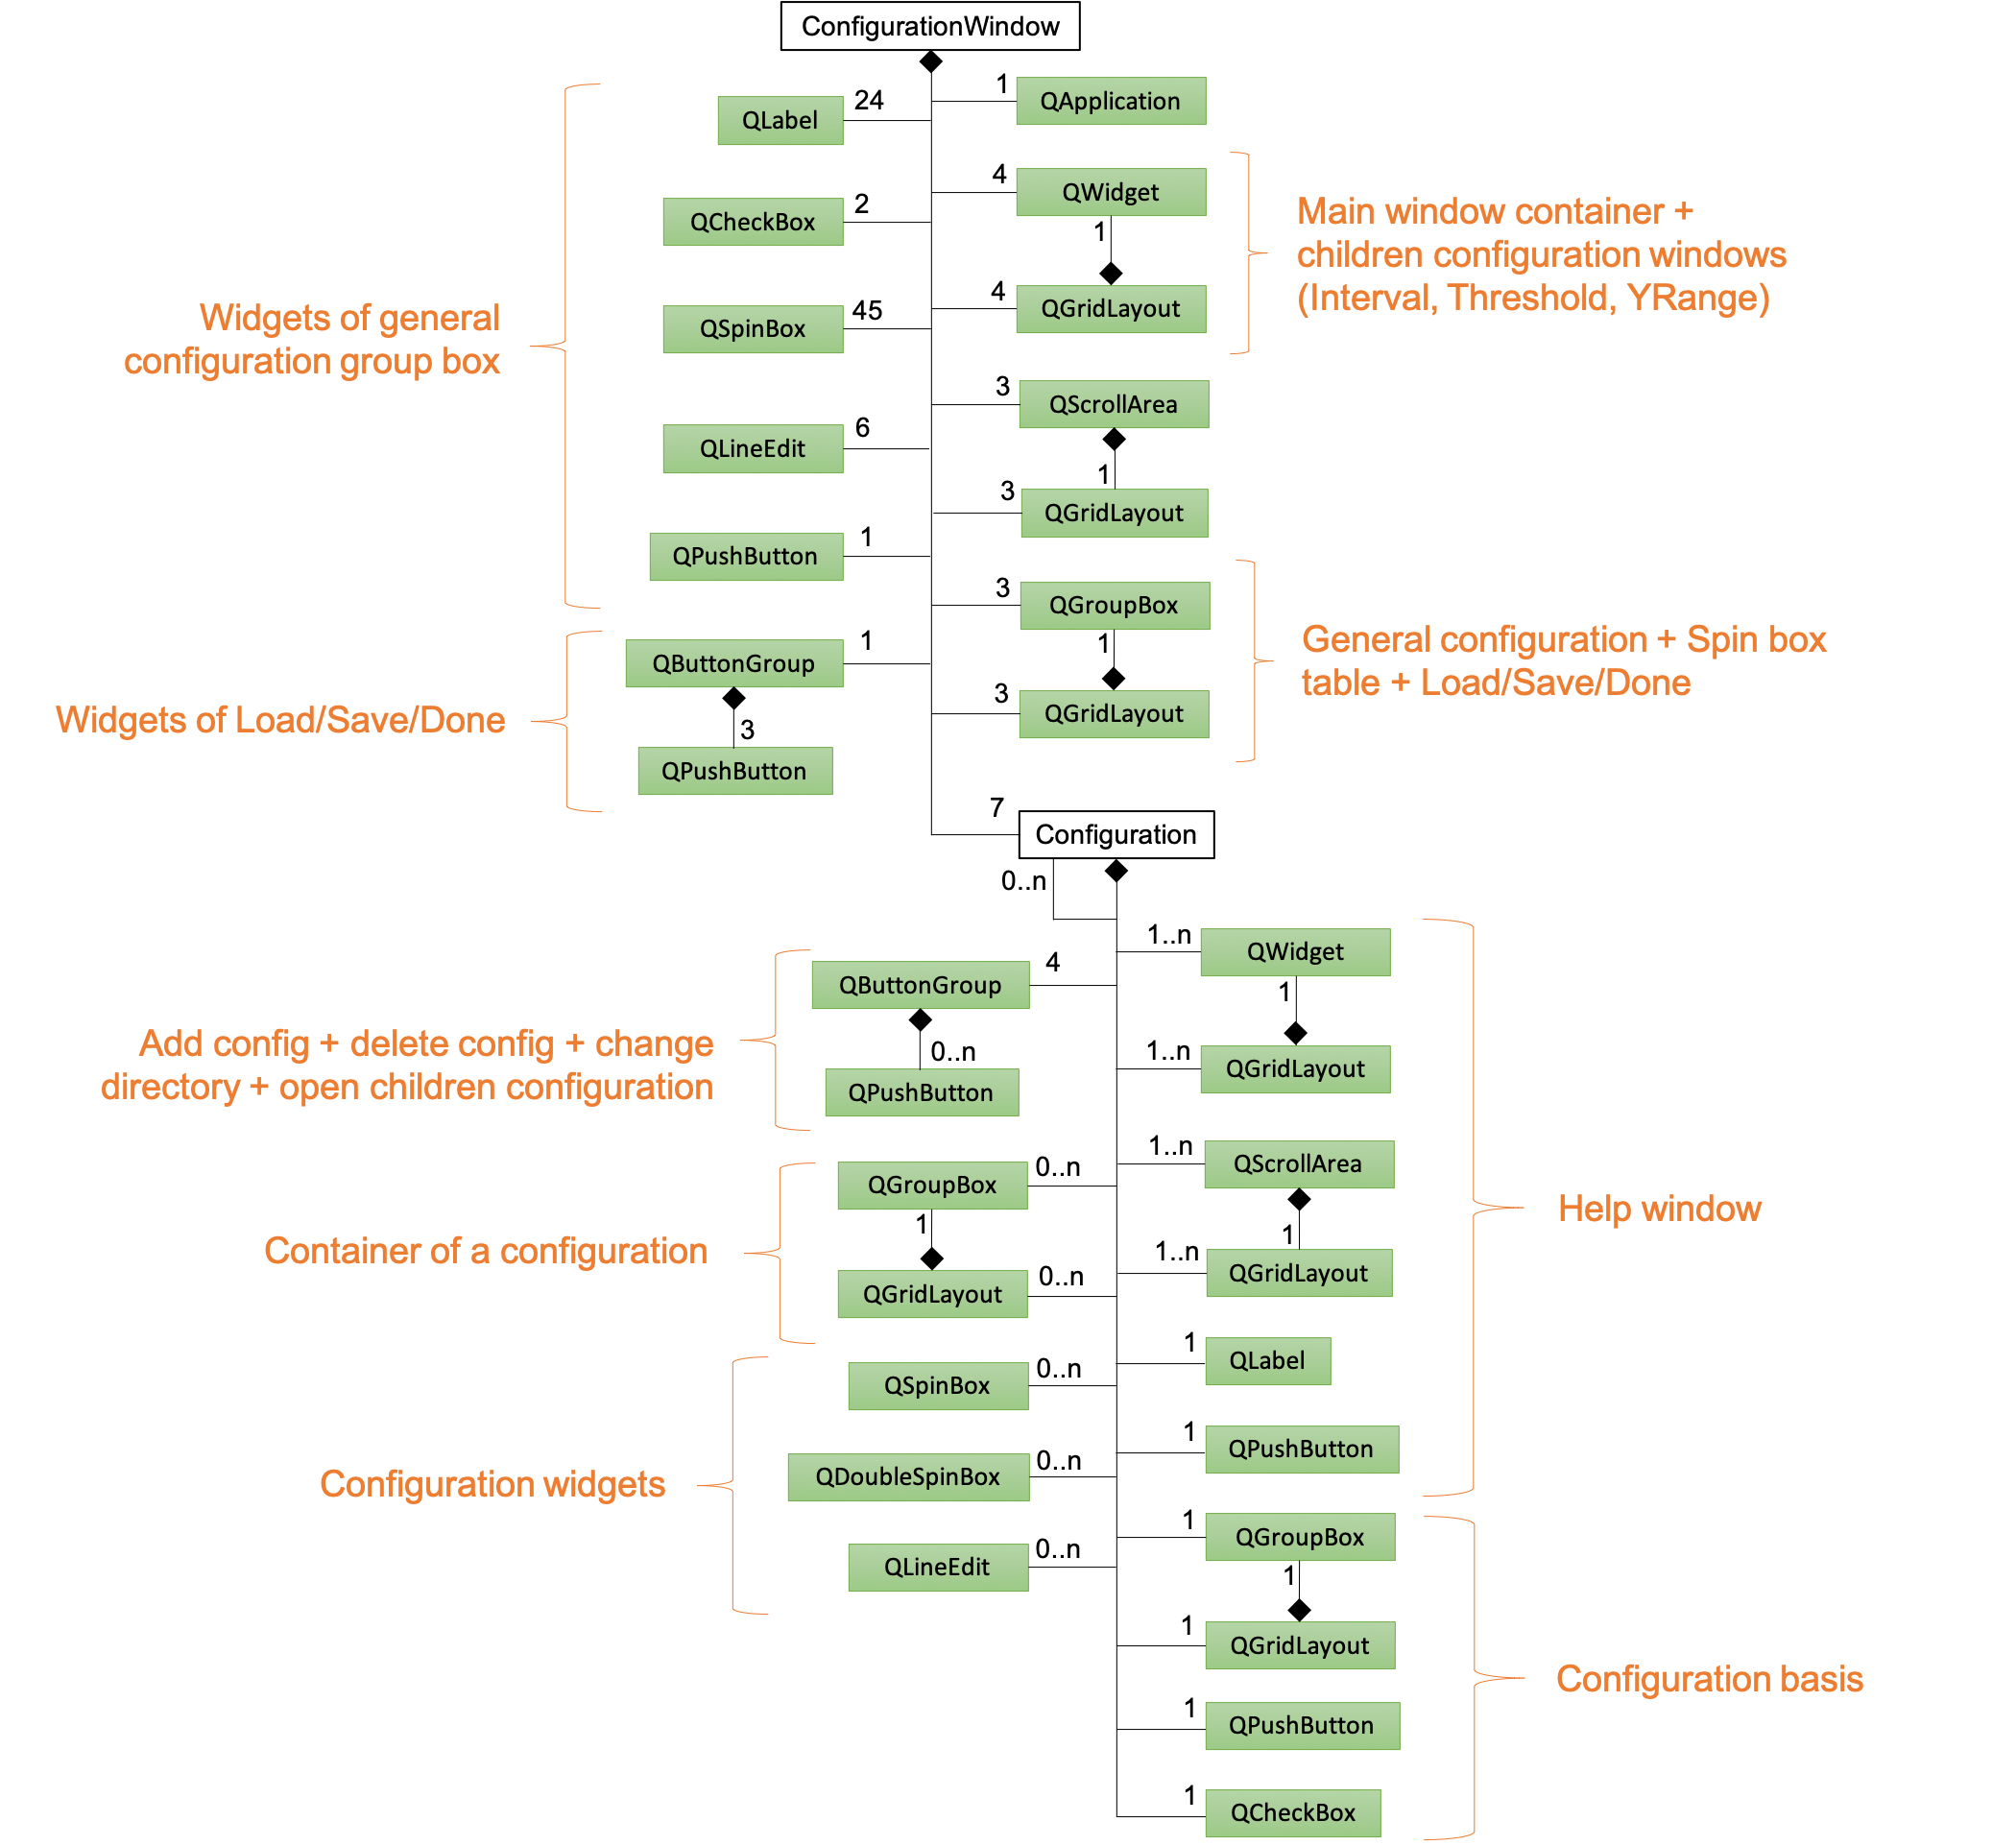 ConfigurationWindow
24
1
QLabel
QApplication
4
QWidget
2
QCheckBox
1
Main window container +
children configuration windows
(Interval, Threshold, YRange)
4
QGridLayout
45
QSpinBox
Widgets of general
configuration group box
3
QScrollArea
1
6
QLineEdit
3
QGridLayout
1
QPushButton
3
QGroupBox
1
3
QGridLayout
General configuration + Spin box
table + Load/Save/Done
1
QButtonGroup
3
QPushButton
Widgets of Load/Save/Done
7
Configuration
0..n
4
QButtonGroup
0..n
QPushButton
Add config + delete config + change
directory + open children configuration
0..n
QGroupBox
1
0..n
QGridLayout
Container of a configuration
0..n
QSpinBox
0..n
QDoubleSpinBox
0..n
QLineEdit
Configuration widgets
1..n
QWidget
1
1..n
QGridLayout
1..n
QScrollArea
1
1..n
QGridLayout
1
QLabel
1
QPushButton
Help window
1
QGroupBox
1
1
QGridLayout
1
QPushButton
1
QCheckBox
Configuration basis